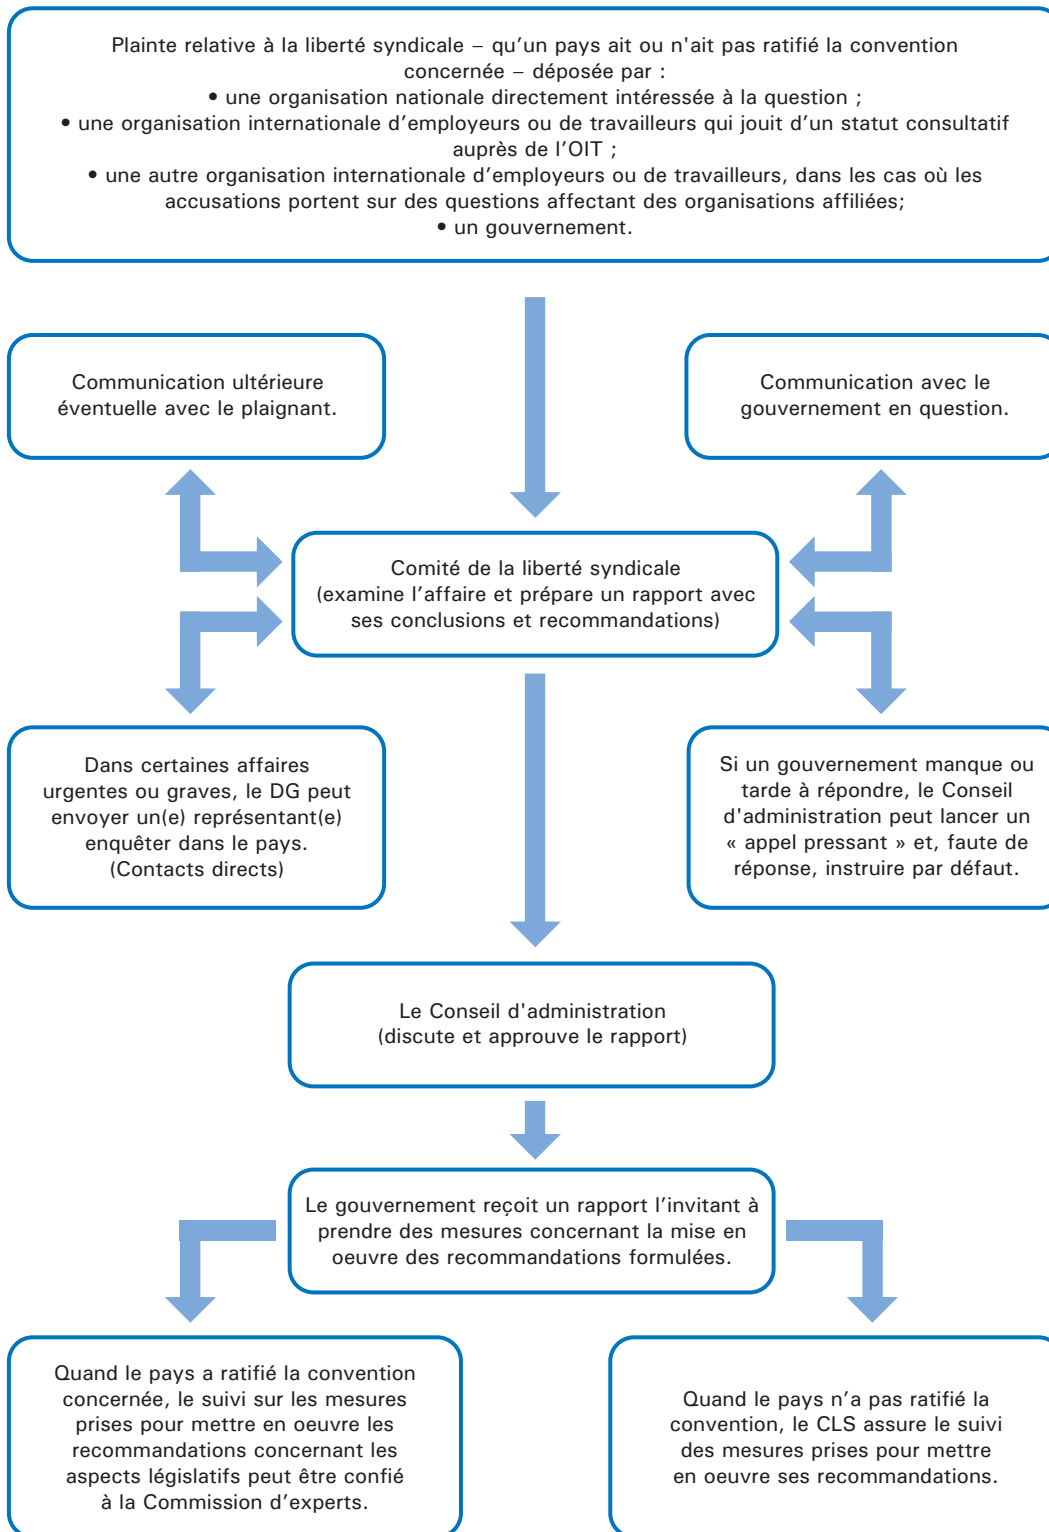 Plainte relative à la liberté syndicale – qu’un pays ait ou n'ait pas ratifié la convention
concernée – déposée par :
• une organisation nationale directement intéressée à la question ;
• une organisation internationale d’employeurs ou de travailleurs qui jouit d’un statut consultatif
auprès de l’OIT ;
• une autre organisation internationale d’employeurs ou de travailleurs, dans les cas où les
accusations portent sur des questions affectant des organisations affiliées;
• un gouvernement.
Communication ultérieure
éventuelle avec le plaignant.
Communication avec le
gouvernement en question.
Comité de la liberté syndicale
(examine l’affaire et prépare un rapport avec
ses conclusions et recommandations)
Dans certaines affaires
urgentes ou graves, le DG peut
envoyer un(e) représentant(e)
enquêter dans le pays.
(Contacts directs)
Si un gouvernement manque ou
tarde à répondre, le Conseil
d'administration peut lancer un
« appel pressant » et, faute de
réponse, instruire par défaut.
Le Conseil d'administration
(discute et approuve le rapport)
Le gouvernement reçoit un rapport l’invitant à
prendre des mesures concernant la mise en
oeuvre des recommandations formulées.
Quand le pays a ratifié la convention
concernée, le suivi sur les mesures
prises pour mettre en oeuvre les
recommandations concernant les
aspects législatifs peut être confié
à la Commission d’experts.
Quand le pays n’a pas ratifié la
convention, le CLS assure le suivi
des mesures prises pour mettre
en oeuvre ses recommandations.